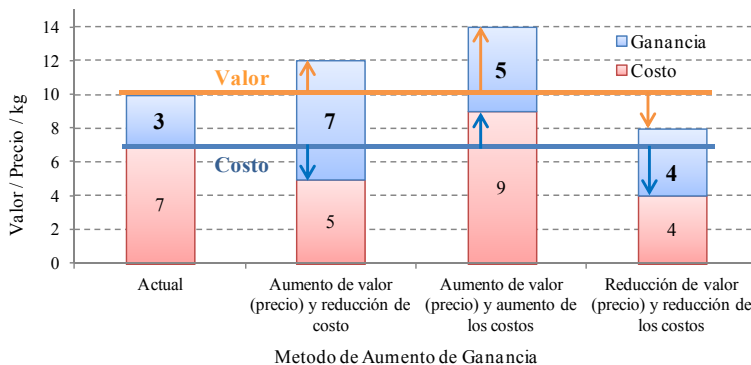 14
12
10
8
6
4
2
0
Valor / Precio / kg
Ganancia
Costo
Valor
Costo
3
7
7
5
5
9
4
4
Actual
Aumento de valor
(precio) y reducción de
costo
Aumento de valor
(precio) y aumento de
los costos
Reducción de valor
(precio) y reducción de
los costos
Metodo de Aumento de Ganancia